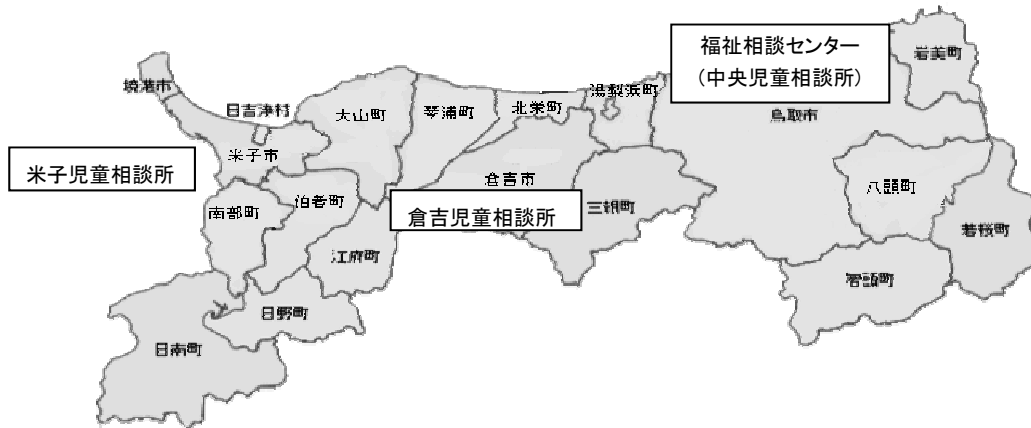 福祉相談センター
（中央児童相談所）
岩美町
境港市
日吉津村
大山町
琴浦町
北栄町
湯梨浜町
鳥取市
米子市
米子児童相談所
倉吉市
八頭町
南部町
伯耆町
倉吉児童相談所
三朝町
若桜町
江府町
智頭町
日野町
日南町